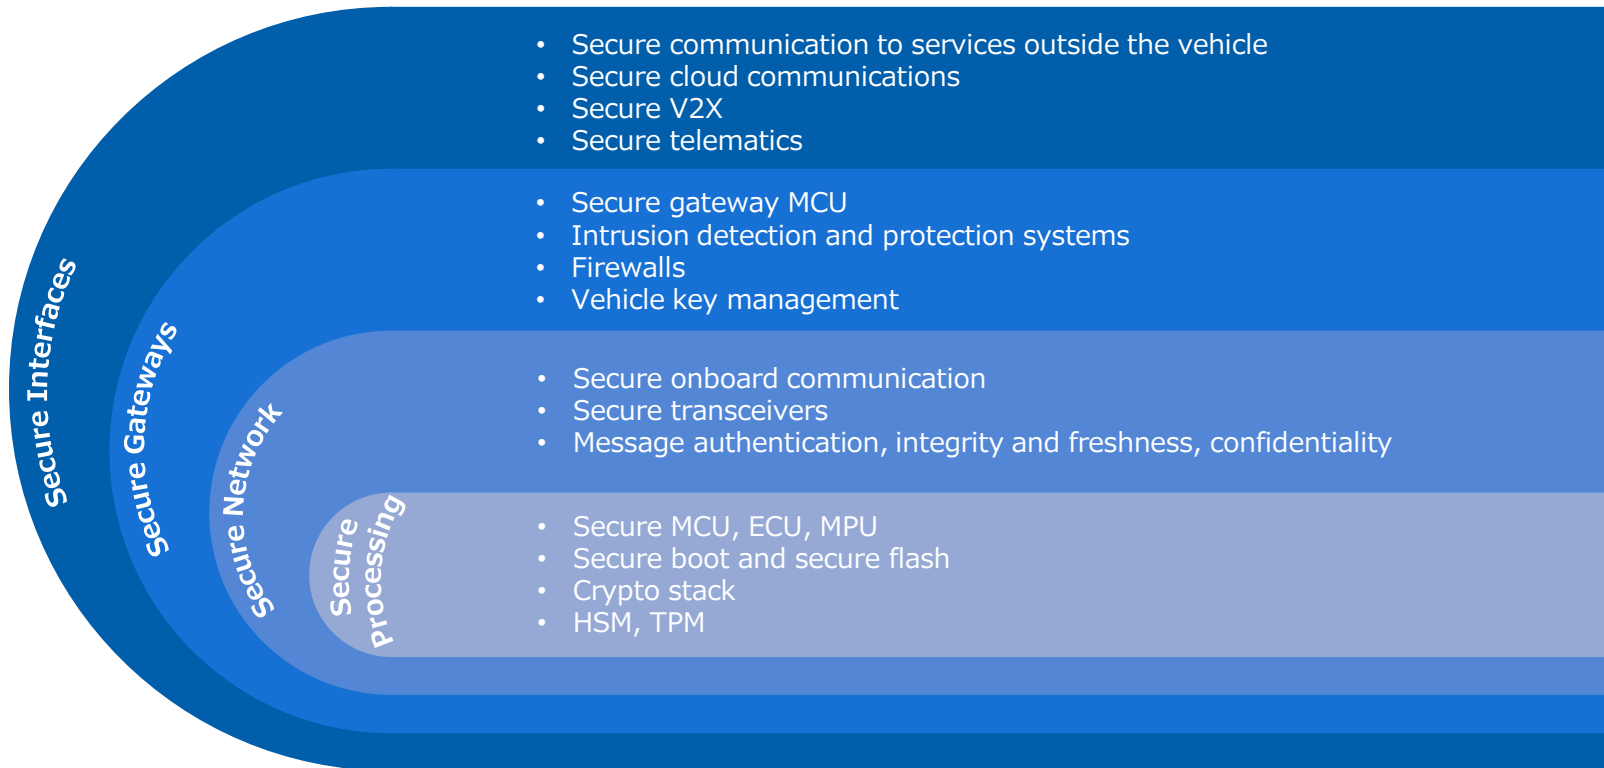 Secure Interfaces
• Secure communication to services outside the vehicle
• Secure cloud communications
• Secure V2X
• Secure telematics
Secure Gateways
• Secure gateway MCU
• Intrusion detection and protection systems
• Firewalls
• Vehicle key management
Secure Network
• Secure onboard communication
• Secure transceivers
• Message authentication, integrity and freshness, confidentiality
Secure
Processing
• Secure MCU, ECU, MPU
• Secure boot and secure flash
• Crypto stack
• HSM, TPM